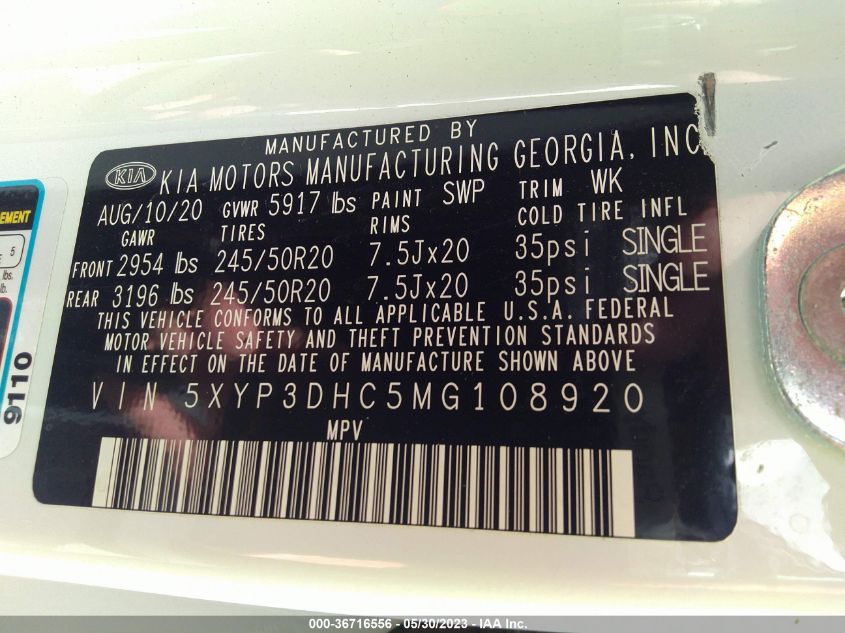 MANUFACTURED BY
KIA KIA MOTORS MANUFACTURING GEORGIA, INC
AUG/10/20 GVWR 5917 lbs PAINT SWP TRIM WK
GAWR TIRES RIMS COLD TIRE INFL
FRONT 2954 lbs 245/50R20 7.5Jx20 35psi SINGLE
REAR 3196 lbs 245/50R20 7.5Jx20 35psi SINGLE
THIS VEHICLE CONFORMS TO ALL APPLICABLE U.S.A. FEDERAL
MOTOR VEHICLE SAFETY AND THEFT PREVENTION STANDARDS
IN EFFECT ON THE DATE OF MANUFACTURE SHOWN ABOVE
VIN 5XYP3DHC5MG108920
MPV
5
lbs.
9110
000-36716556 - 05/30/2023 - IAA Inc.